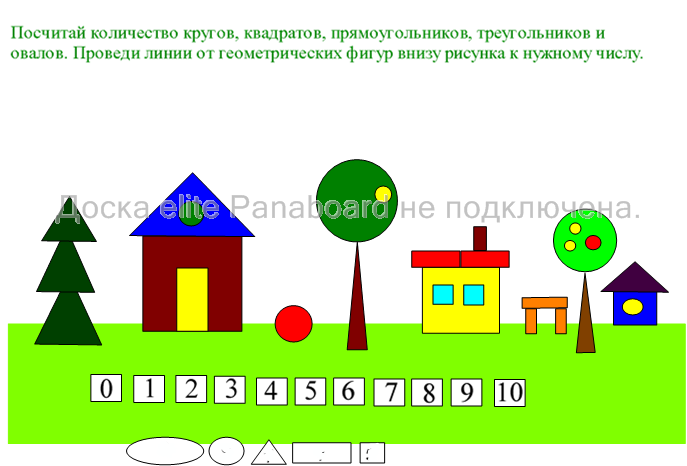 Посчитай количество кругов, квадратов, прямоугольников, треугольников и
овалов. Проведи линии от геометрических фигур внизу рисунка к нужному числу.
Доска elite Panaboard не подключена.
0 1 2 3 4 5 6 7 8 9 10